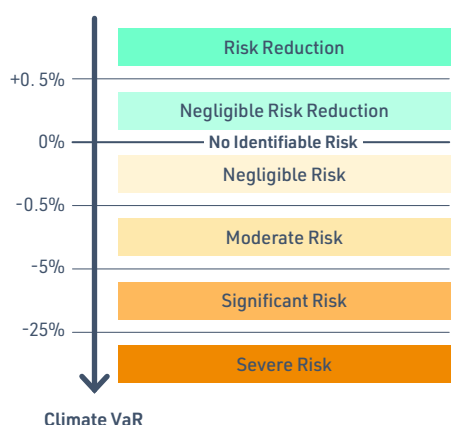 Risk Reduction
+0.5%
Negligible Risk Reduction
0%
No Identifiable Risk
Negligible Risk
-0.5%
Moderate Risk
-5%
Significant Risk
-25%
Severe Risk
Climate VaR